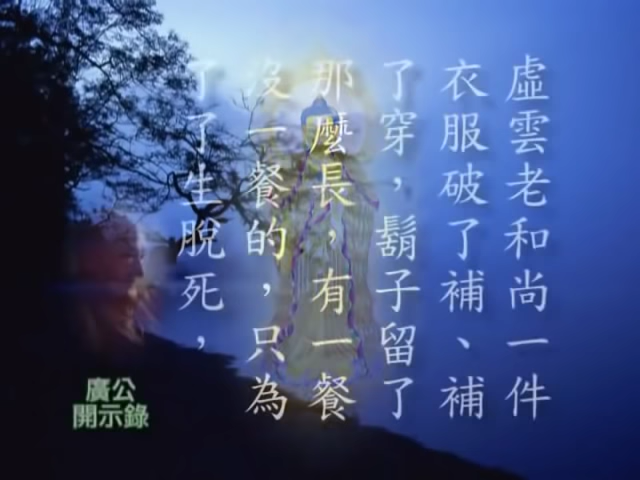 虛雲老和尚一件
衣服破了補、補
了穿，鬍子留了
那麼長，有一餐
沒一餐的，只為
了了生脫死，
廣公
開示錄